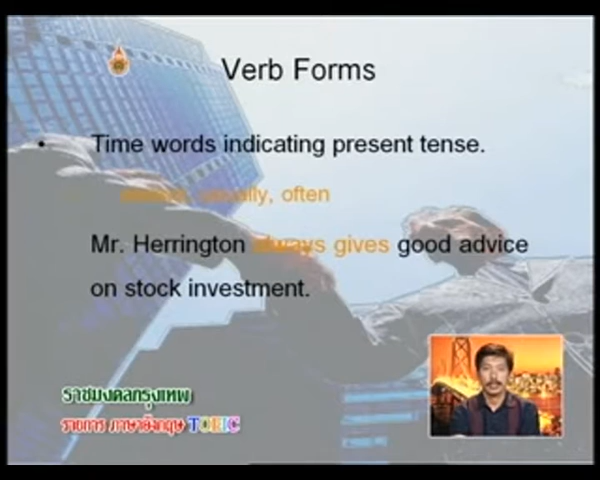 Verb Forms
• Time words indicating present tense.
always, usually, often
Mr. Herrington always gives good advice
on stock investment.
ราชมงคลกรุงเทพ
รายการ ภาษาอังกฤษ TOEIC